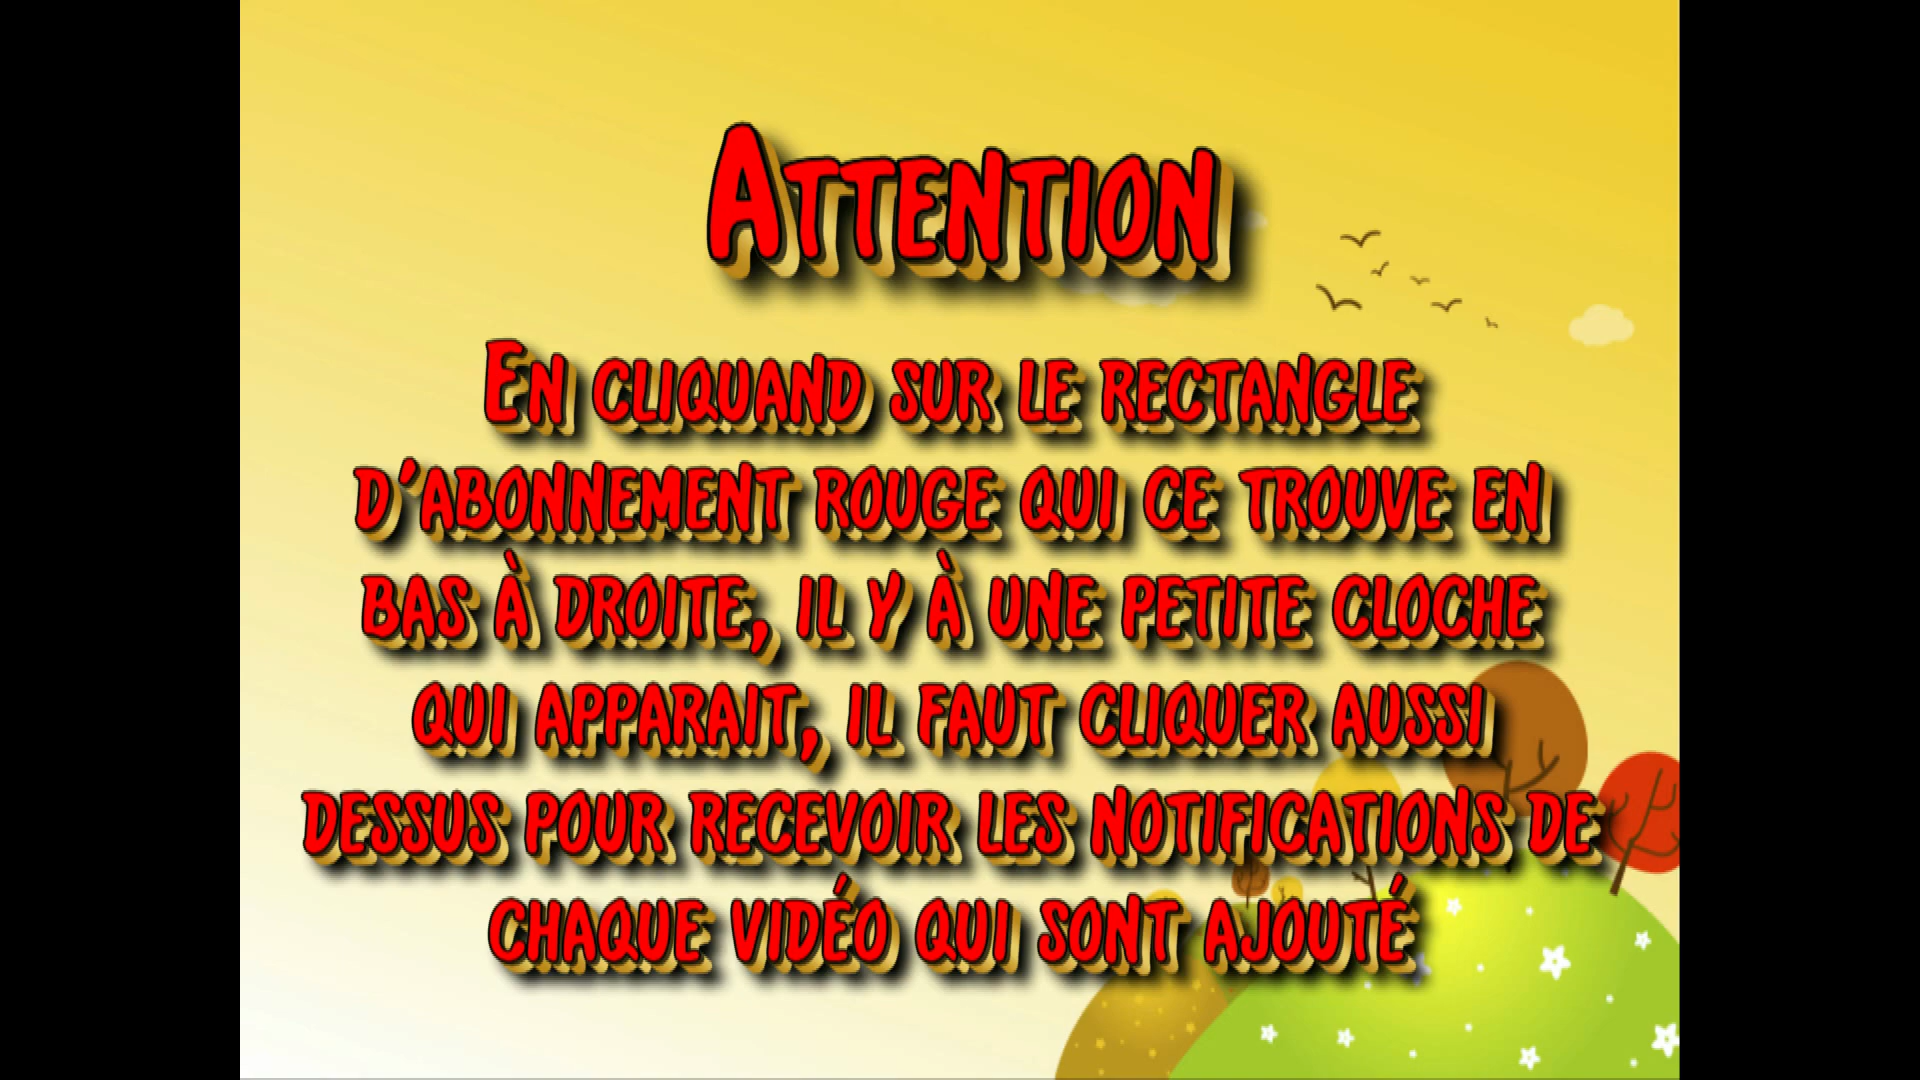 Attention
En cliquand sur le rectangle
d'abonnement rouge qui ce trouve en
bas à droite, il y à une petite cloche
qui apparait, il faut cliquer aussi
dessus pour recevoir les notifications de
chaque vidéo qui sont ajouté